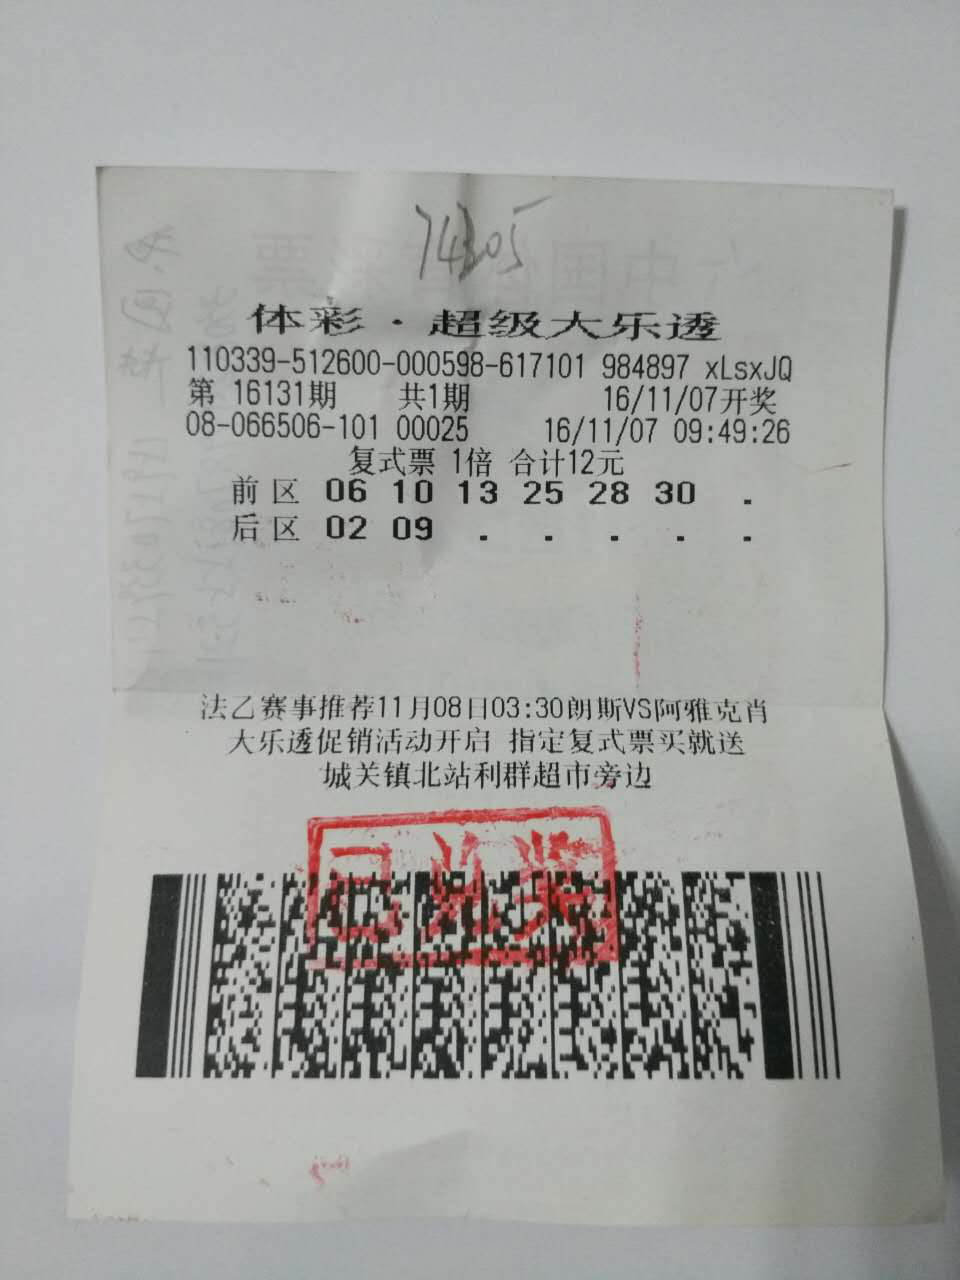 74305
体彩·超级大乐透
110339-512600-000598-617101 984897 xLsxJQ
第 16131期 共1期 16/11/07开奖
08-066506-101 00025 16/11/07 09:49:26
复式票 1倍 合计12元
前区 06 10 13 25 28 30 .
后区 02 09 . . . . .
法乙赛事推荐11月08日03:30朗斯VS阿雅克肖
大乐透促销活动开启 指定复式票买就送
城关镇北站利群超市旁边
已兑奖